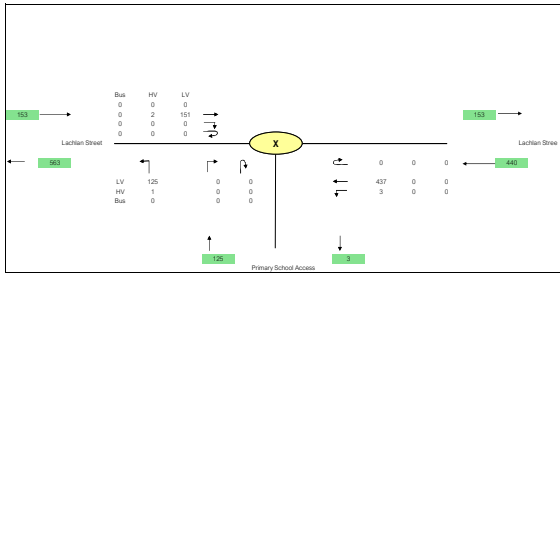 Bus HV LV
0 0 0
153 0 2 151 153
0 0 0
0 0 0
Lachlan Street X Lachlan Stree
563 0 0 0 440
LV 125 0 0 437 0 0
HV 1 0 0 3 0 0
Bus 0 0 0
125 3
Primary School Access